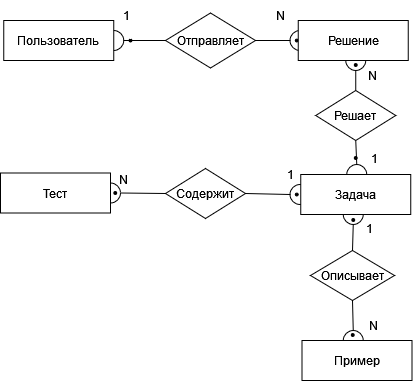 1
N
Пользователь
Отправляет
Решение
N
Решает
1
N
1
Тест
Содержит
Задача
1
Описывает
N
Пример